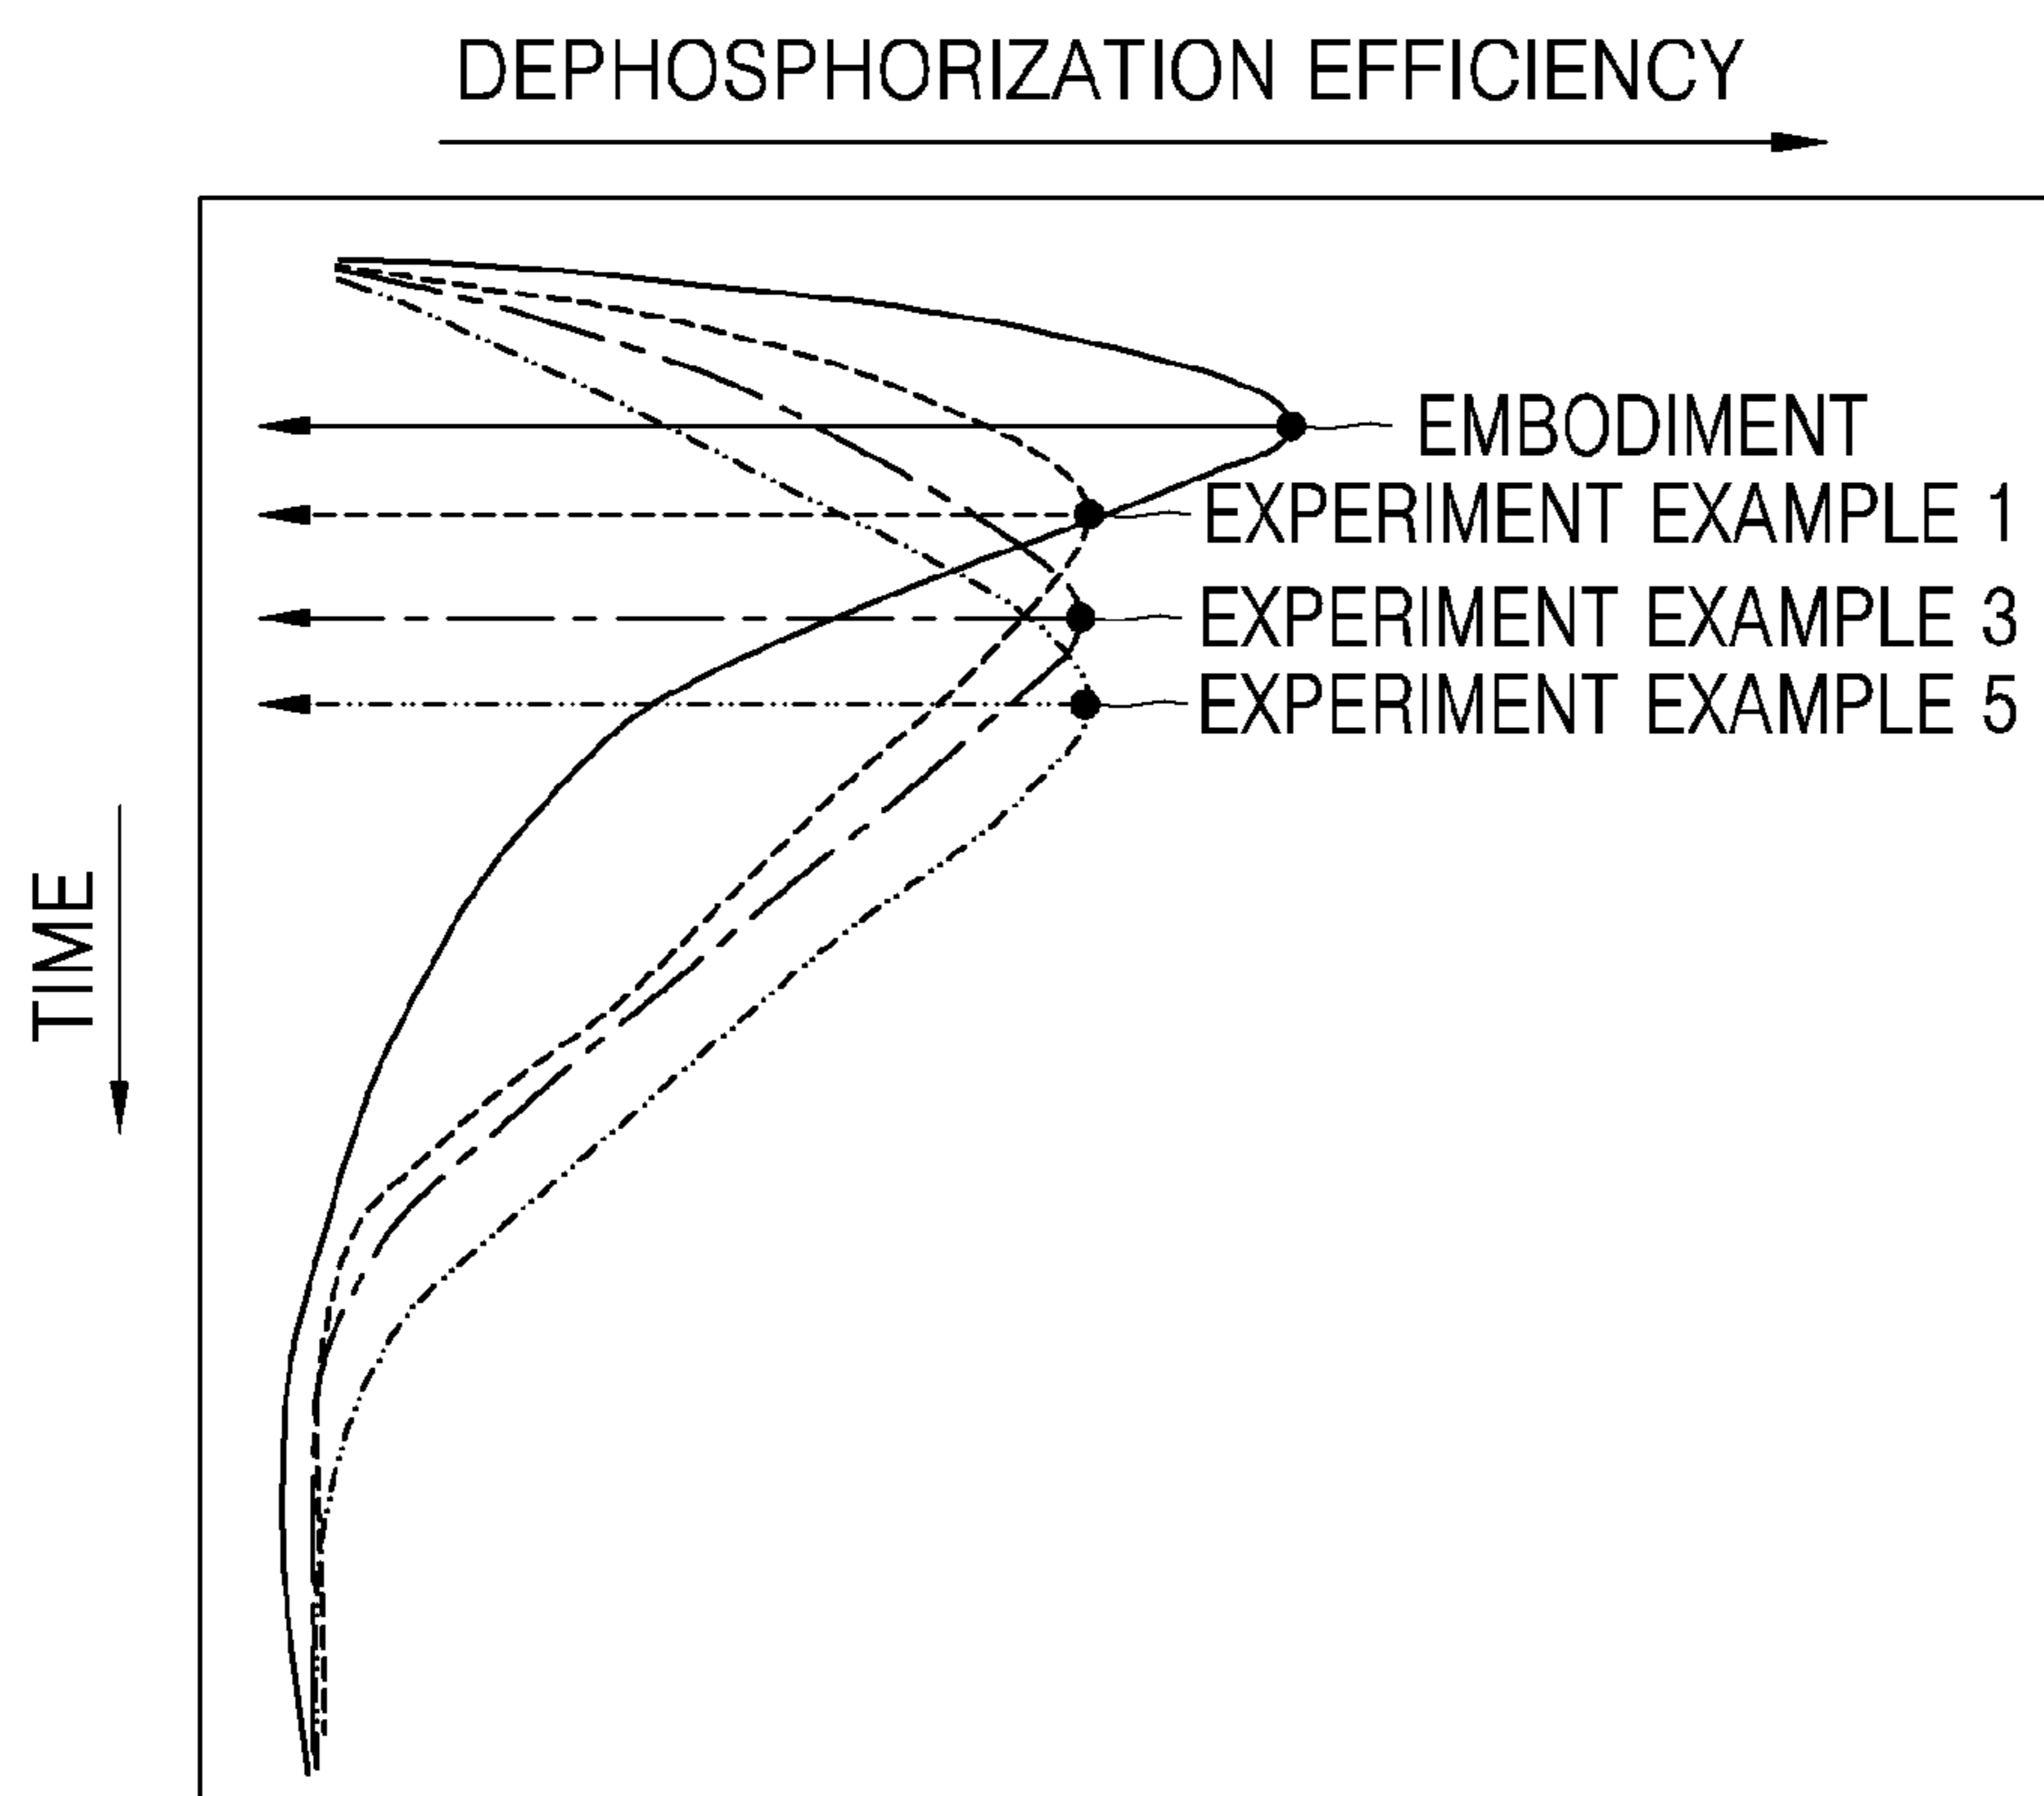 DEPHOSPHORIZATION EFFICIENCY
EMBODIMENT
EXPERIMENT EXAMPLE 1
EXPERIMENT EXAMPLE 3
EXPERIMENT EXAMPLE 5
TIME